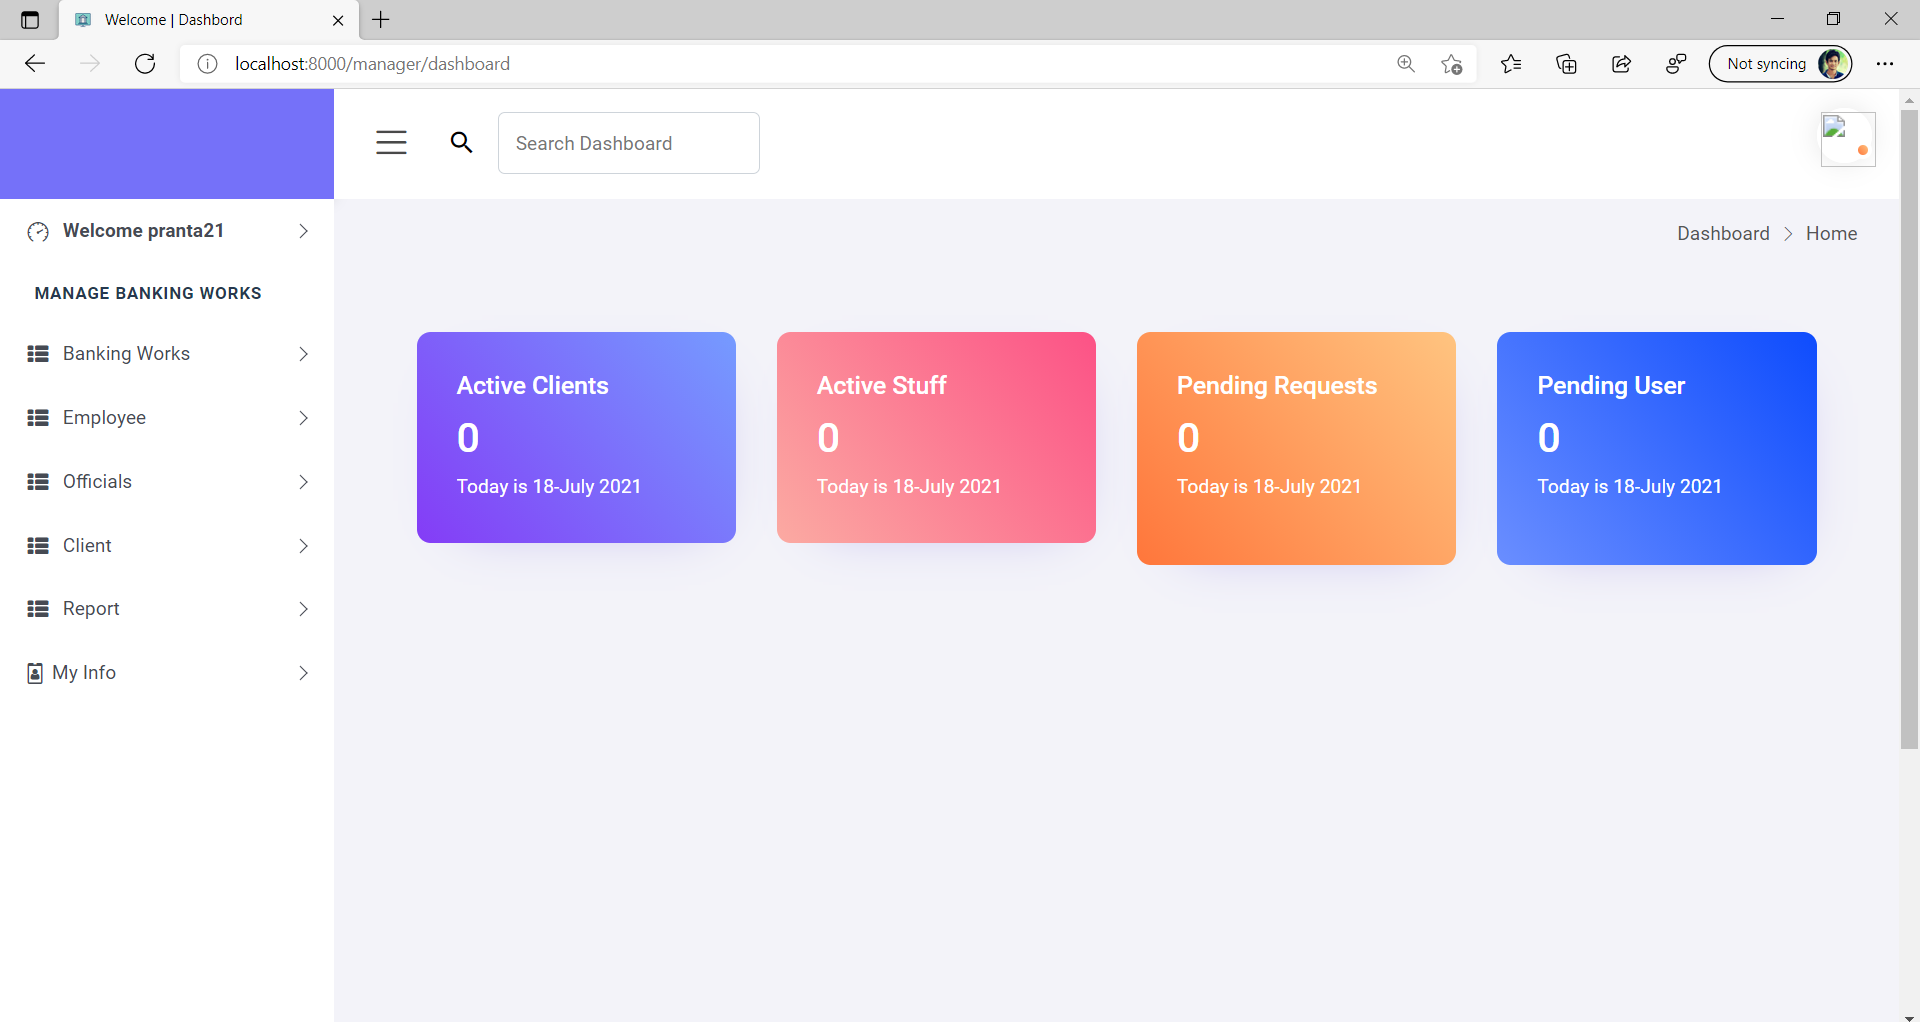 Welcome | Dashbord
localhost:8000/manager/dashboard
Not syncing
Search Dashboard
Welcome pranta21
Dashboard > Home
MANAGE BANKING WORKS
Banking Works
Employee
Officials
Client
Report
My Info
Active Clients
0
Today is 18-July 2021
Active Stuff
0
Today is 18-July 2021
Pending Requests
0
Today is 18-July 2021
Pending User
0
Today is 18-July 2021